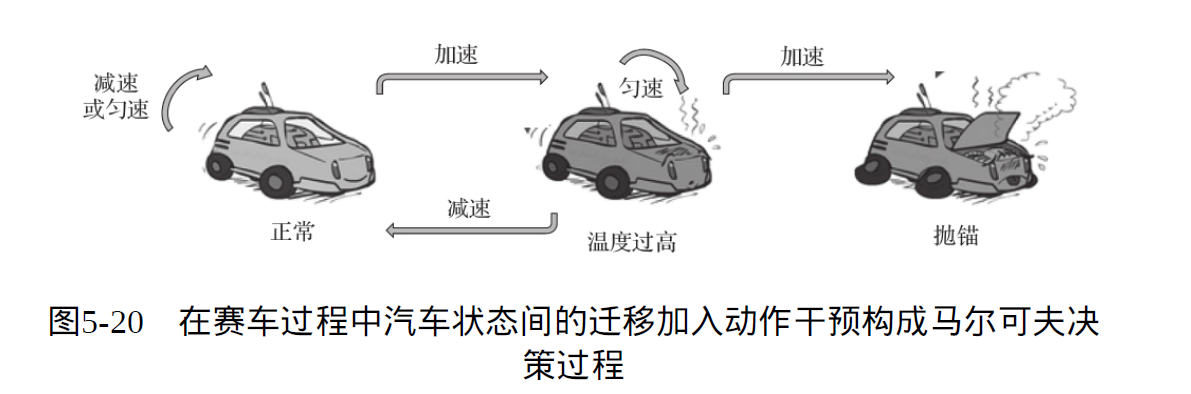 加速
加速
减速
或匀速
匀速
减速
正常
温度过高
抛锚
图5-20 在赛车过程中汽车状态间的迁移加入动作干预构成马尔可夫决
策过程